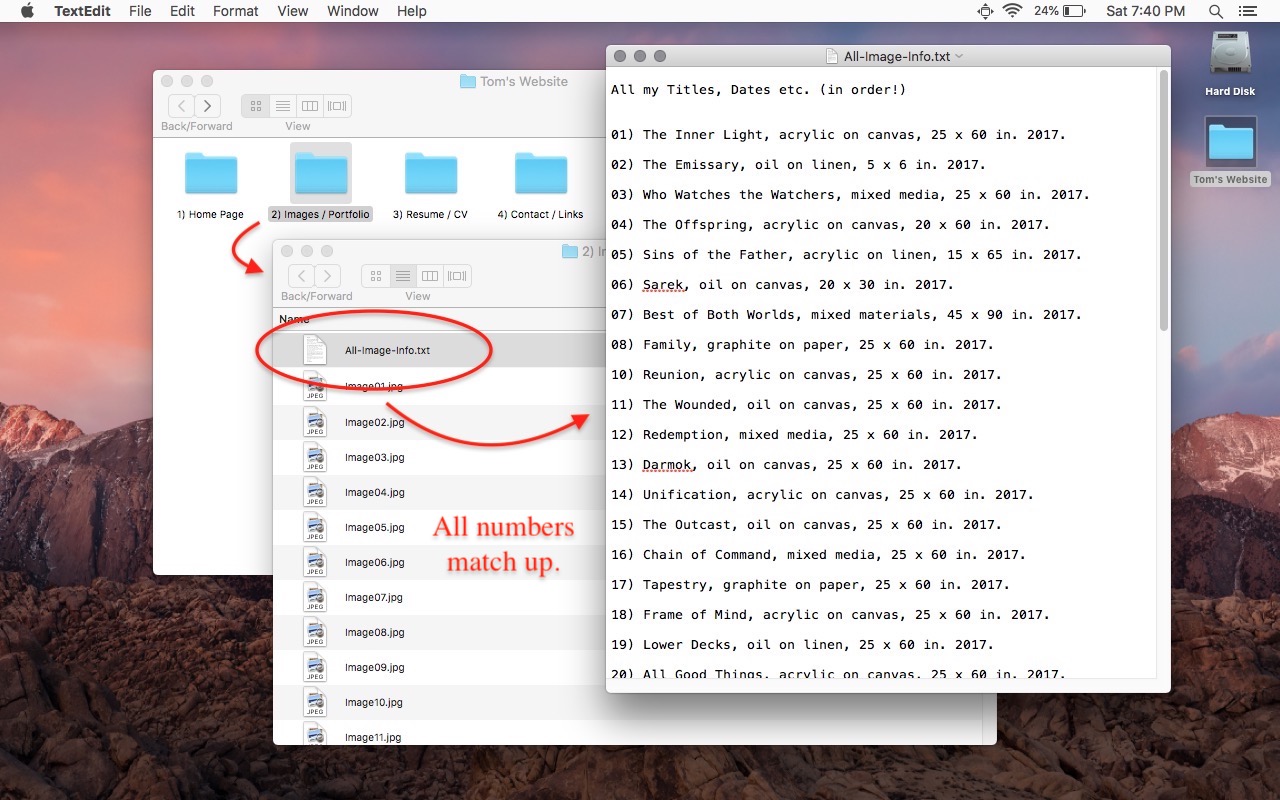 TextEdit File Edit Format View Window Help 24% Sat 7:40 PM
Hard Disk
Tom's Website
Tom's Website
Back/Forward View
1) Home Page 2) Images / Portfolio 3) Resume / CV 4) Contact / Links
2) I
Back/Forward View
Name
All-Image-Info.txt
Image01.jpg
JPEG
Image02.jpg
JPEG
Image03.jpg
JPEG
Image04.jpg
JPEG
Image05.jpg
JPEG
Image06.jpg
JPEG
Image07.jpg
JPEG
Image08.jpg
JPEG
Image09.jpg
JPEG
Image10.jpg
JPEG
Image11.jpg
All numbers
match up.
All-Image-Info.txt
All my Titles, Dates etc. (in order!)
01) The Inner Light, acrylic on canvas, 25 x 60 in. 2017.
02) The Emissary, oil on linen, 5 x 6 in. 2017.
03) Who Watches the Watchers, mixed media, 25 x 60 in. 2017.
04) The Offspring, acrylic on canvas, 20 x 60 in. 2017.
05) Sins of the Father, acrylic on linen, 15 x 65 in. 2017.
06) Sarek, oil on canvas, 20 x 30 in. 2017.
07) Best of Both Worlds, mixed materials, 45 x 90 in. 2017.
08) Family, graphite on paper, 25 x 60 in. 2017.
10) Reunion, acrylic on canvas, 25 x 60 in. 2017.
11) The Wounded, oil on canvas, 25 x 60 in. 2017.
12) Redemption, mixed media, 25 x 60 in. 2017.
13) Darmok, oil on canvas, 25 x 60 in. 2017.
14) Unification, acrylic on canvas, 25 x 60 in. 2017.
15) The Outcast, oil on canvas, 25 x 60 in. 2017.
16) Chain of Command, mixed media, 25 x 60 in. 2017.
17) Tapestry, graphite on paper, 25 x 60 in. 2017.
18) Frame of Mind, acrylic on canvas, 25 x 60 in. 2017.
19) Lower Decks, oil on linen, 25 x 60 in. 2017.
20) All Good Things, acrylic on canvas, 25 x 60 in. 2017.